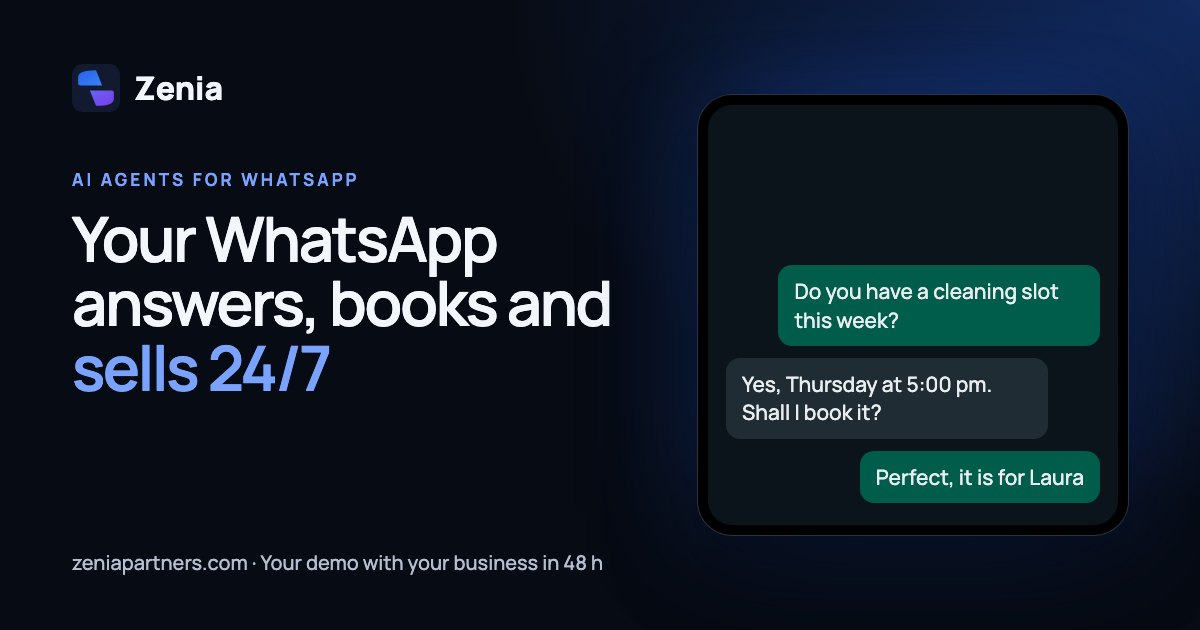 Zenia
AI AGENTS FOR WHATSAPP
Your WhatsApp
answers, books and
sells 24/7
Do you have a cleaning slot
this week?
Yes, Thursday at 5:00 pm.
Shall I book it?
Perfect, it is for Laura
zeniapartners.com · Your demo with your business in 48 h